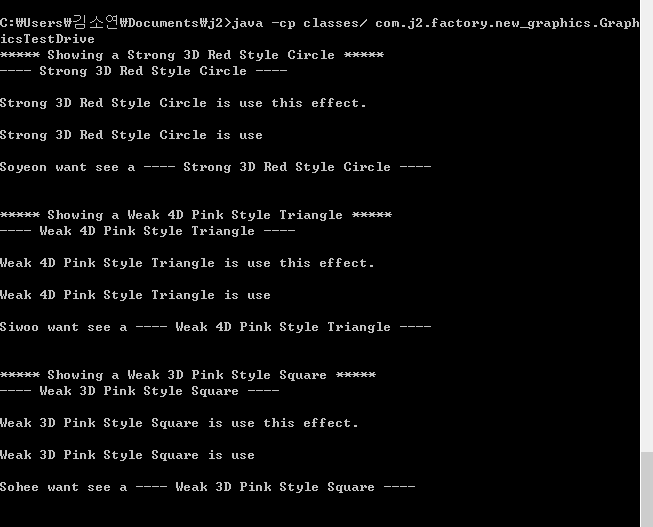 C:₩Users₩김소연₩Documents₩j2>java -cp classes/ com.j2.factory.new_graphics.Graph
icsTestDrive
***** Showing a Strong 3D Red Style Circle *****
---- Strong 3D Red Style Circle ----
Strong 3D Red Style Circle is use this effect.
Strong 3D Red Style Circle is use
Soyeon want see a ---- Strong 3D Red Style Circle ----
***** Showing a Weak 4D Pink Style Triangle *****
---- Weak 4D Pink Style Triangle ----
Weak 4D Pink Style Triangle is use this effect.
Weak 4D Pink Style Triangle is use
Siwoo want see a ---- Weak 4D Pink Style Triangle ----
***** Showing a Weak 3D Pink Style Square *****
---- Weak 3D Pink Style Square ----
Weak 3D Pink Style Square is use this effect.
Weak 3D Pink Style Square is use
Sohee want see a ---- Weak 3D Pink Style Square ----